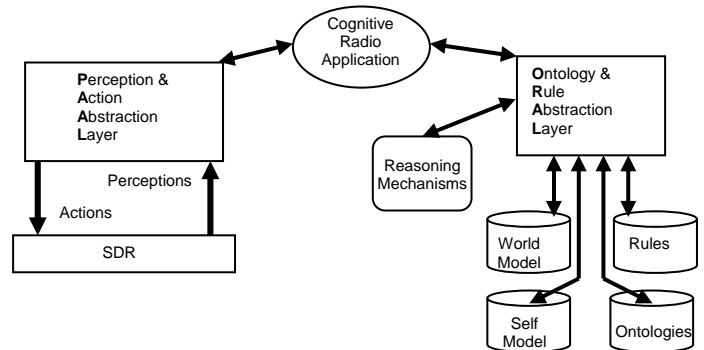 Cognitive
Radio
Application
Perception &
Action
Abstraction
Layer
Ontology &
Rule
Abstraction
Layer
Reasoning
Mechanisms
Perceptions
Actions
SDR
World
Model
Rules
Self
Model
Ontologies